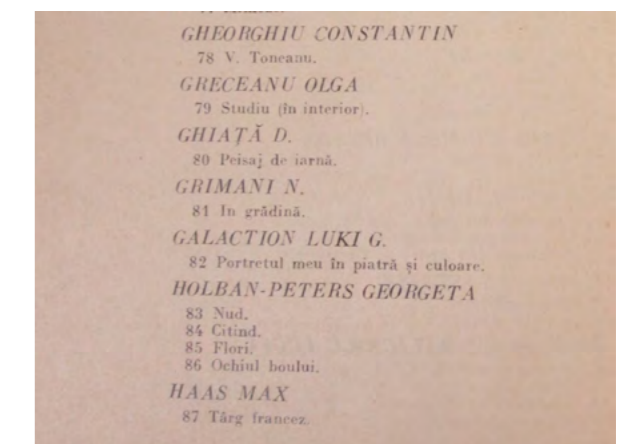 GHEORGHIU CONSTANTIN
78 V. Toneanu.
GRECEANU OLGA
79 Studiu (în interior).
GHIAȚĂ D.
80 Peisaj de iarnă.
GRIMANI N.
81 In grădină.
GALACTION LUKI G.
82 Portretul meu în piatră și culoare.
HOLBAN-PETERS GEORGETA
83 Nud.
84 Citind.
85 Flori.
86 Ochiul boului.
HAAS MAX
87 Târg francez.